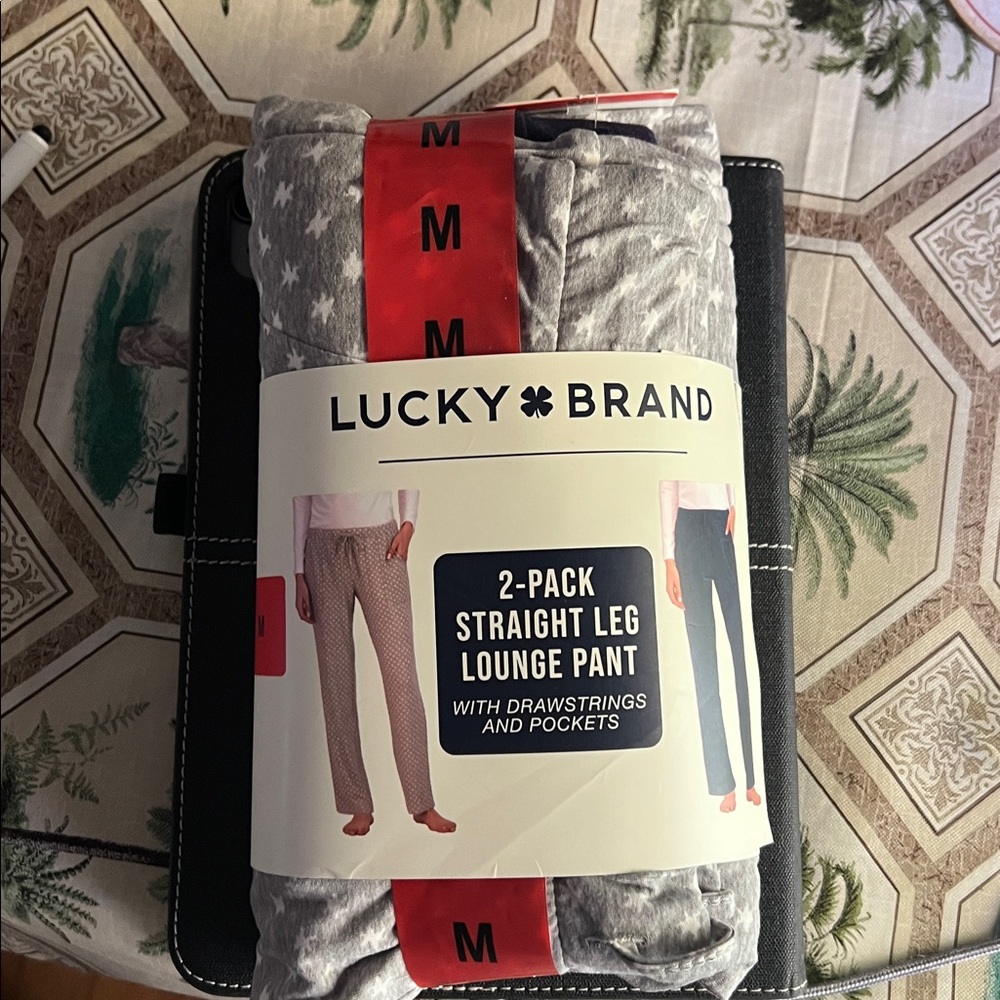 M
M
M
LUCKY BRAND
M
2-PACK
STRAIGHT LEG
LOUNGE PANT
WITH DRAWSTRINGS
AND POCKETS
M